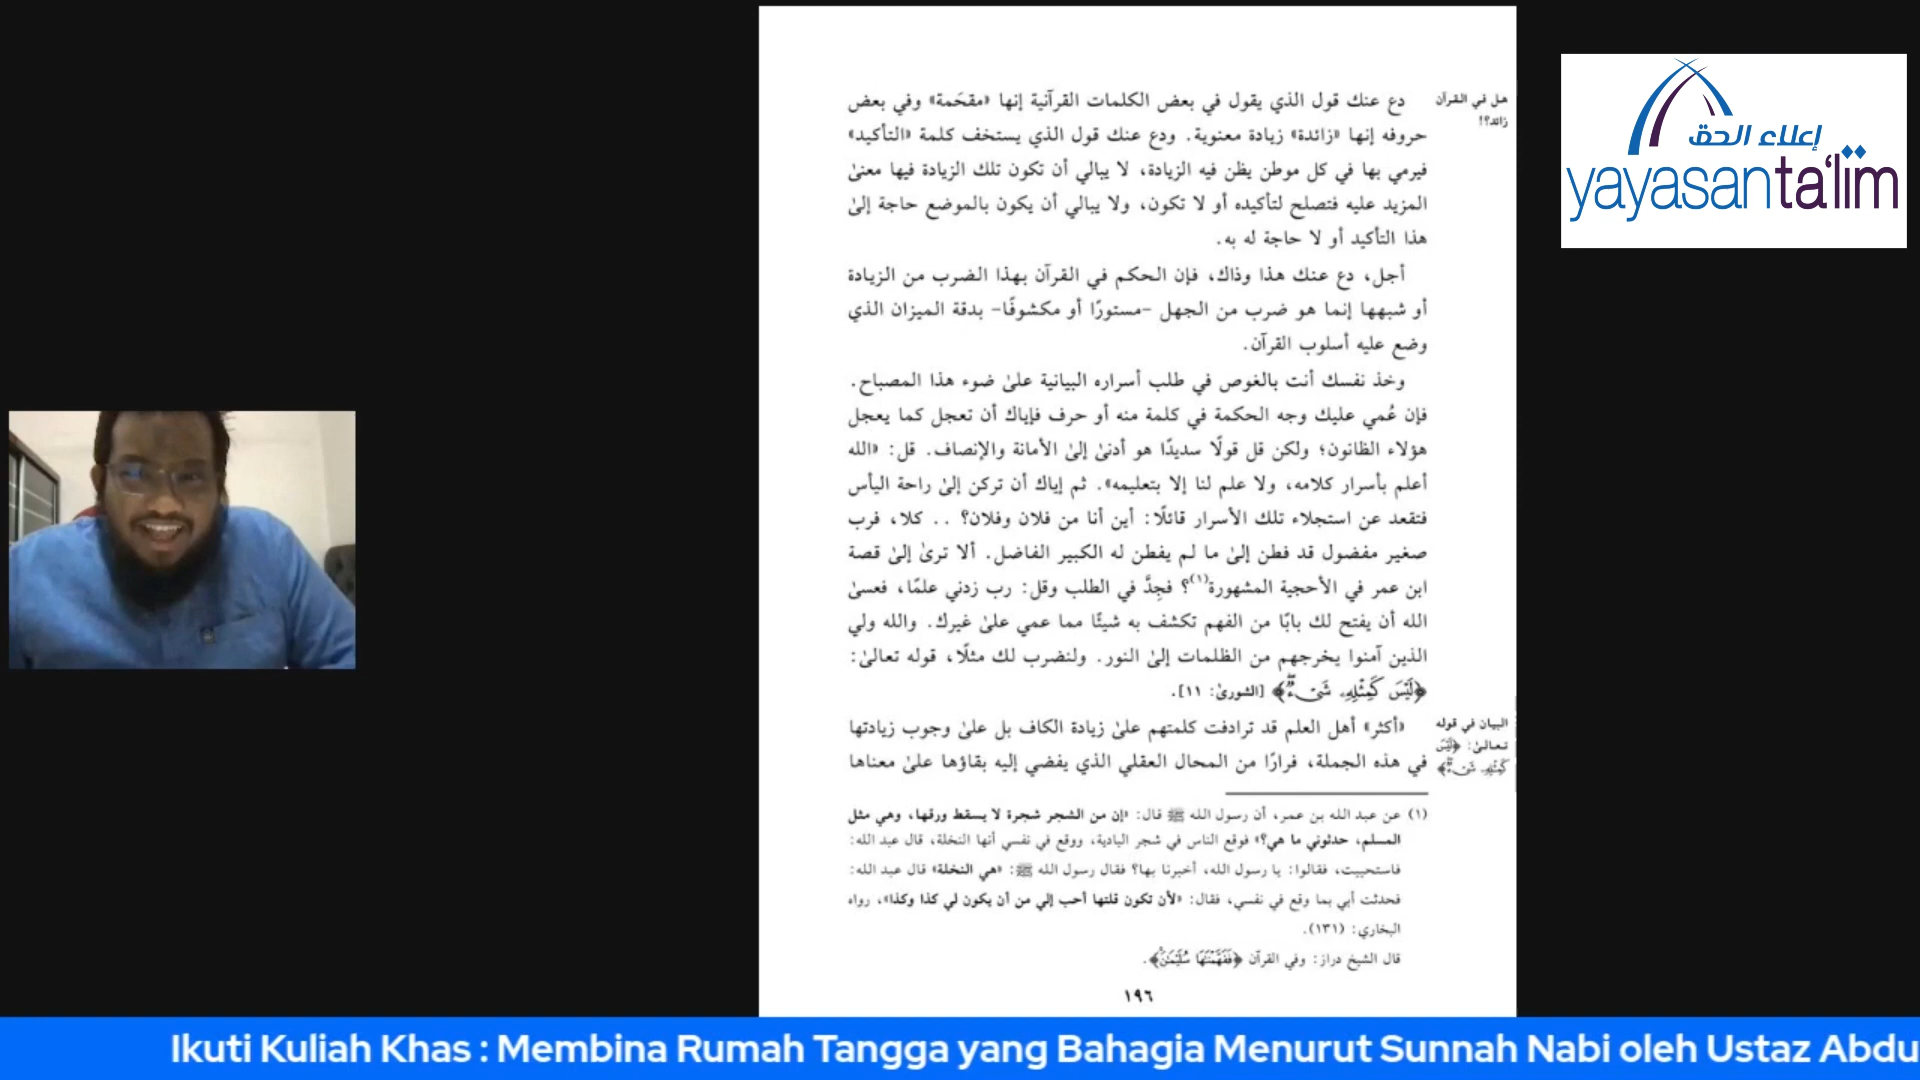 هل في القرآن
زائد؟!
دع عنك قول الذي يقول في بعض الكلمات القرآنية إنها «مقحَمة» وفي بعض
حروفه إنها «زائدة» زيادة معنوية. ودع عنك قول الذي يستخف كلمة «التأكيد»
فيرمي بها في كل موطن يظن فيه الزيادة، لا يبالي أن تكون تلك الزيادة فيها معنىٰ
المزيد عليه فتصلح لتأكيده أو لا تكون، ولا يبالي أن يكون بالموضع حاجة إلىٰ
هذا التأكيد أو لا حاجة له به.
أجل، دع عنك هذا وذاك، فإن الحكم في القرآن بهذا الضرب من الزيادة
أو شبهها إنما هو ضرب من الجهل -مستورًا أو مكشوفًا- بدقة الميزان الذي
وضع عليه أسلوب القرآن.
وخذ نفسك أنت بالغوص في طلب أسراره البيانية علىٰ ضوء هذا المصباح.
فإن عُمي عليك وجه الحكمة في كلمة منه أو حرف فإياك أن تعجل كما يعجل
هؤلاء الظانون؛ ولكن قل قولًا سديدًا هو أدنىٰ إلىٰ الأمانة والإنصاف. قل: «الله
أعلم بأسرار كلامه، ولا علم لنا إلا بتعليمه». ثم إياك أن تركن إلىٰ راحة اليأس
فتقعد عن استجلاء تلك الأسرار قائلًا: أين أنا من فلان وفلان؟ .. كلا، فرب
صغير مفضول قد فطن إلىٰ ما لم يفطن له الكبير الفاضل. ألا ترىٰ إلىٰ قصة
ابن عمر في الأحجية المشهورة(١)؟ فجِدَّ في الطلب وقل: رب زدني علمًا، فعسىٰ
الله أن يفتح لك بابًا من الفهم تكشف به شيئًا مما عمي علىٰ غيرك. والله ولي
الذين آمنوا يخرجهم من الظلمات إلىٰ النور. ولنضرب لك مثلًا، قوله تعالىٰ:
﴿لَيْسَ كَمِثْلِهِۦ شَىْءٌ﴾ [الشورىٰ: ١١].
البيان في قوله
تعالىٰ: ﴿لَيْسَ
كَمِثْلِهِۦ شَىْءٌ﴾
«أكثر» أهل العلم قد ترادفت كلمتهم علىٰ زيادة الكاف بل علىٰ وجوب زيادتها
في هذه الجملة، فرارًا من المحال العقلي الذي يفضي إليه بقاؤها علىٰ معناها
(١) عن عبد الله بن عمر، أن رسول الله ﷺ قال: «إن من الشجر شجرة لا يسقط ورقها، وهي مثل
المسلم، حدثوني ما هي؟» فوقع الناس في شجر البادية، ووقع في نفسي أنها النخلة، قال عبد الله:
فاستحييت، فقالوا: يا رسول الله، أخبرنا بها؟ فقال رسول الله ﷺ: «هي النخلة» قال عبد الله:
فحدثت أبي بما وقع في نفسي، فقال: «لأن تكون قلتها أحب إلي من أن يكون لي كذا وكذا»، رواه
البخاري: (١٣١).
قال الشيخ دراز: وفي القرآن ﴿فَفَهَّمْنَٰهَا سُلَيْمَٰنَ﴾.
١٩٦
إعلاء الحق
yayasanta'lim
Ikuti Kuliah Khas : Membina Rumah Tangga yang Bahagia Menurut Sunnah Nabi oleh Ustaz Abdu